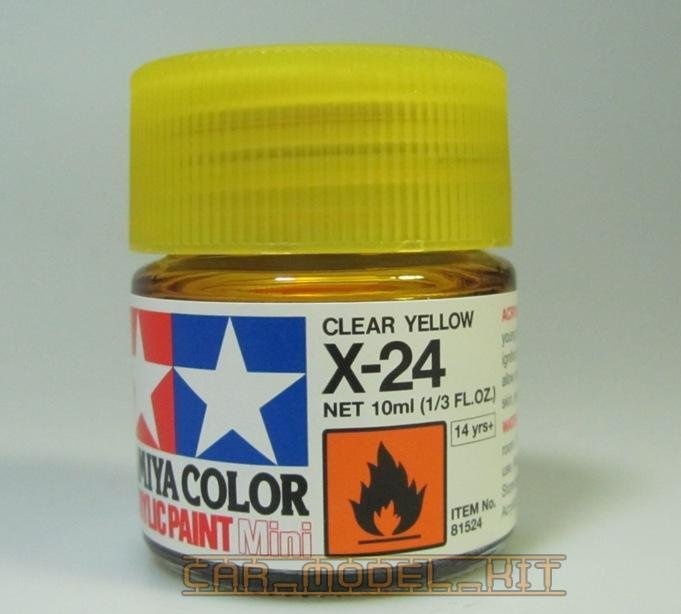 CLEAR YELLOW
X-24
NET 10ml (1/3 FL.OZ.)
14 yrs+
MIYA COLOR
YLIC PAINT Mini
ITEM No.
81524
CAR_MODEL_KIT